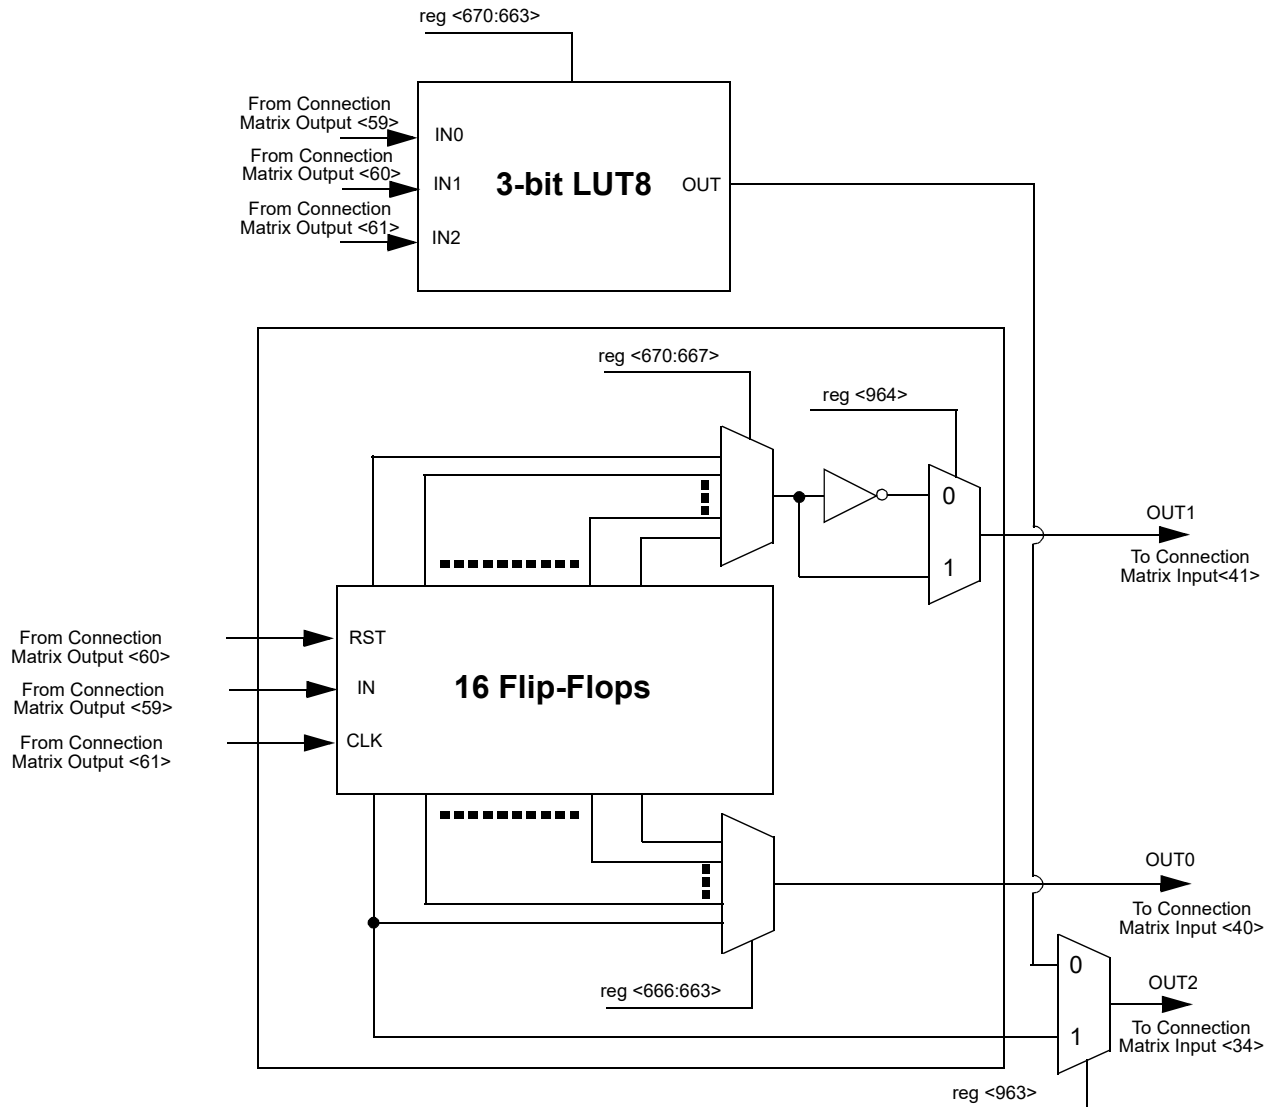 reg <670:663>
From Connection
Matrix Output <59>
IN0
From Connection
Matrix Output <60>
IN1
3-bit LUT8
OUT
From Connection
Matrix Output <61>
IN2
reg <670:667>
reg <964>
0
1
OUT1
To Connection
Matrix Input<41>
From Connection
Matrix Output <60>
RST
From Connection
Matrix Output <59>
IN
16 Flip-Flops
From Connection
Matrix Output <61>
CLK
OUT0
To Connection
Matrix Input <40>
reg <666:663>
0
1
OUT2
To Connection
Matrix Input <34>
reg <963>